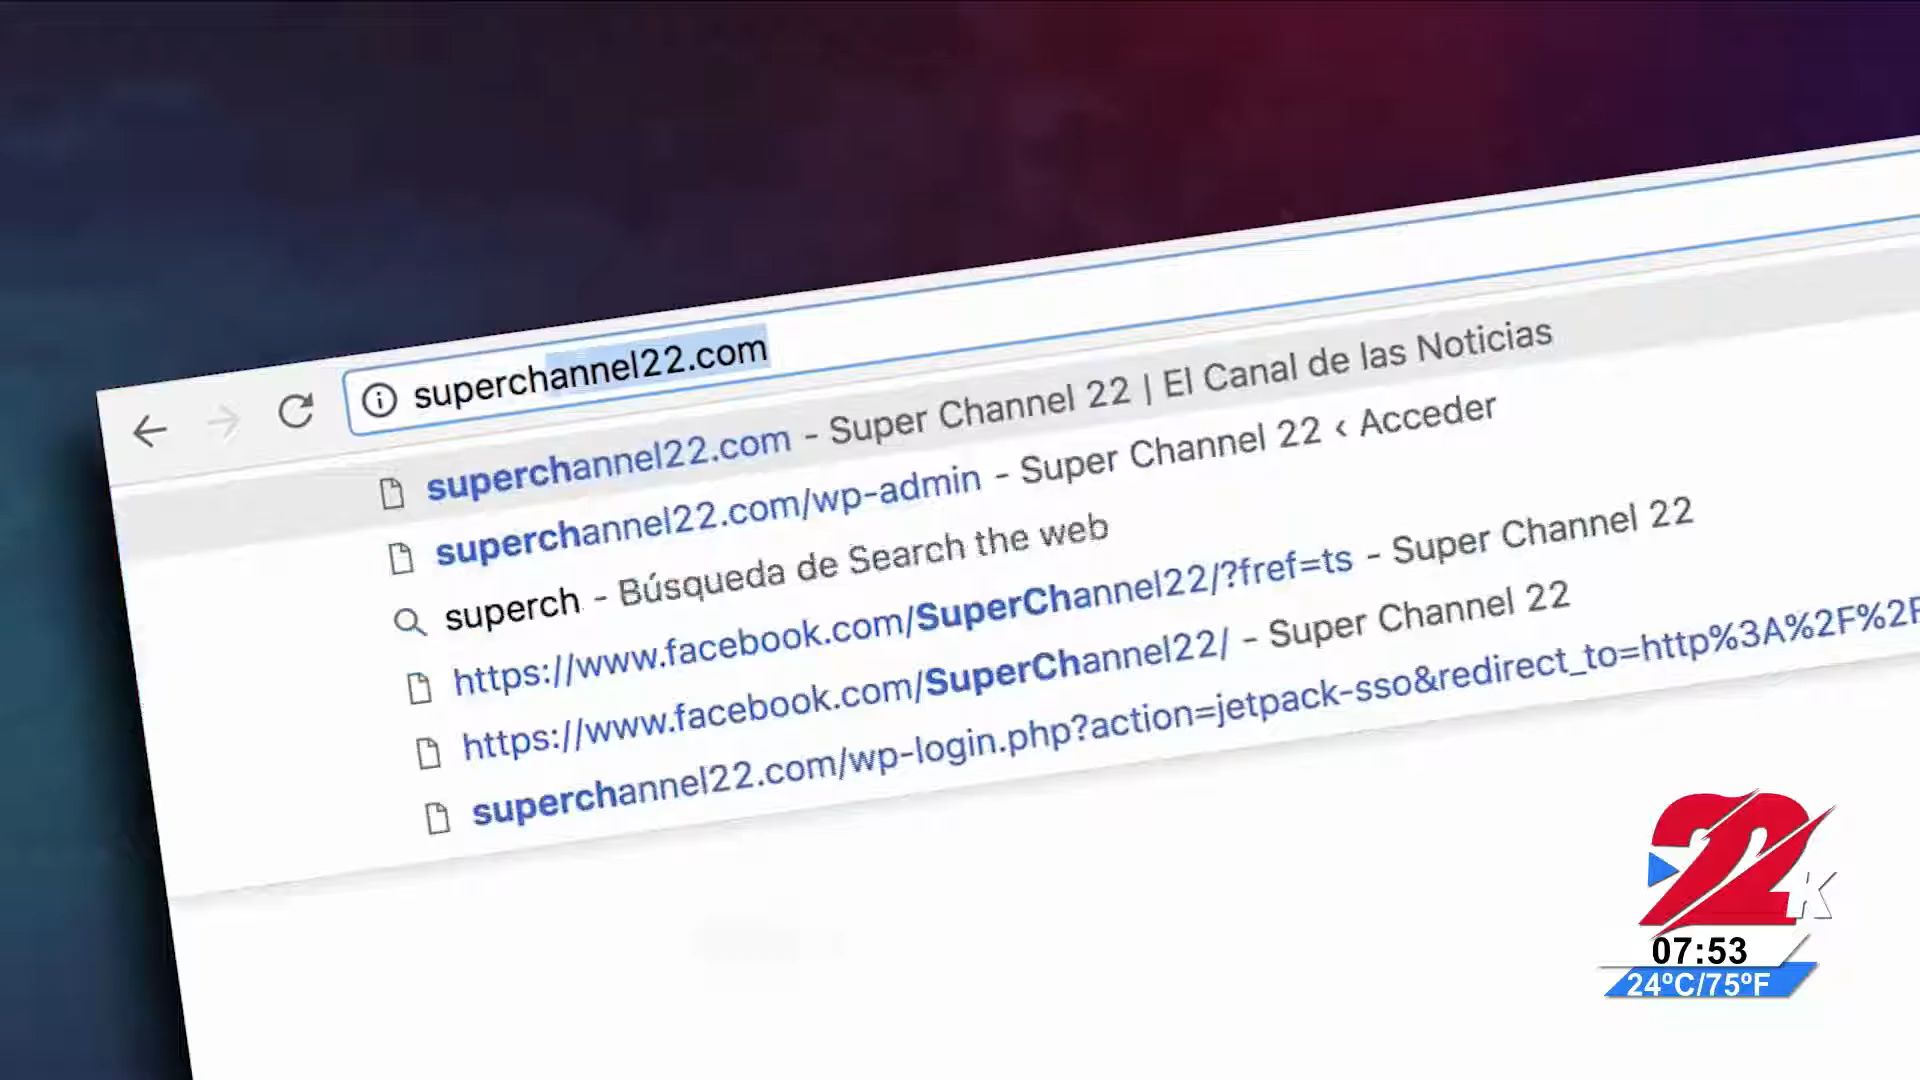 superchannel22.com
superchannel22.com - Super Channel 22 | El Canal de las Noticias
superchannel22.com/wp-admin - Super Channel 22 ‹ Acceder
superch - Búsqueda de Search the web
https://www.facebook.com/SuperChannel22/?fref=ts - Super Channel 22
https://www.facebook.com/SuperChannel22/ - Super Channel 22
superchannel22.com/wp-login.php?action=jetpack-sso&redirect_to=http%3A%2F%2F
22
K
07:53
24ºC/75ºF